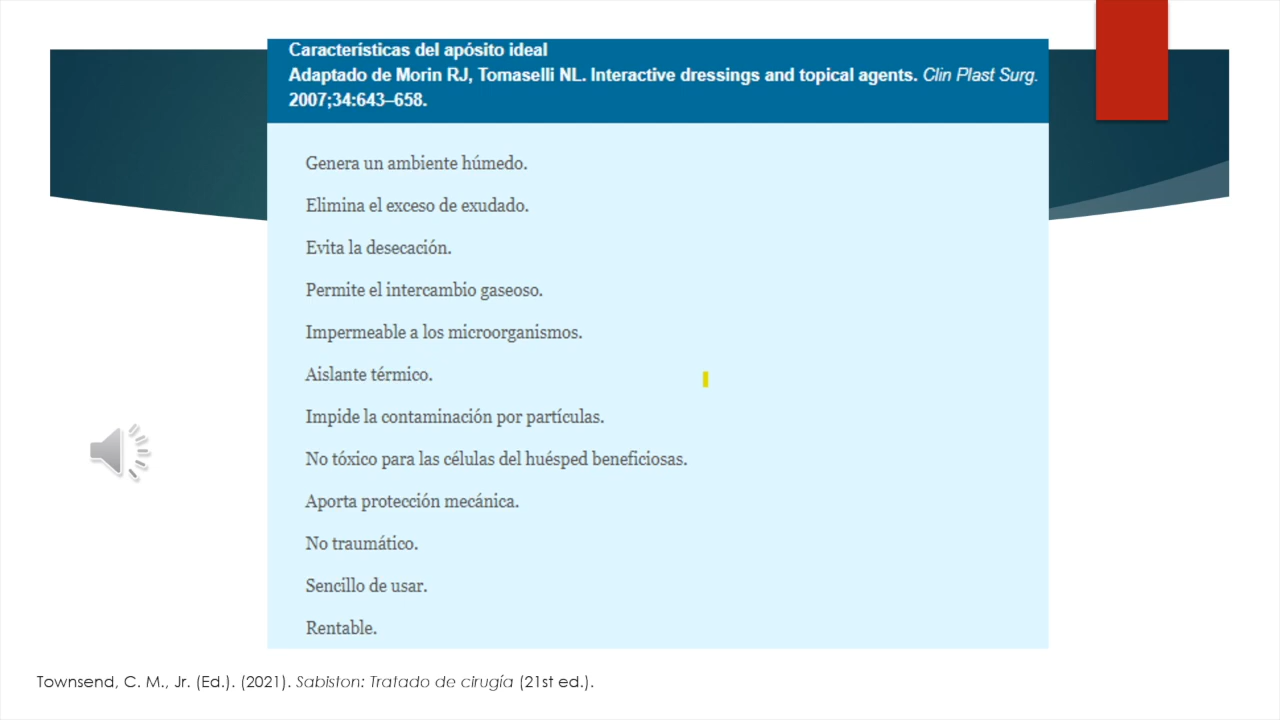 Características del apósito ideal
Adaptado de Morin RJ, Tomaselli NL. Interactive dressings and topical agents. Clin Plast Surg.
2007;34:643–658.
Genera un ambiente húmedo.
Elimina el exceso de exudado.
Evita la desecación.
Permite el intercambio gaseoso.
Impermeable a los microorganismos.
Aislante térmico.
Impide la contaminación por partículas.
No tóxico para las células del huésped beneficiosas.
Aporta protección mecánica.
No traumático.
Sencillo de usar.
Rentable.
Townsend, C. M., Jr. (Ed.). (2021). Sabiston: Tratado de cirugía (21st ed.).